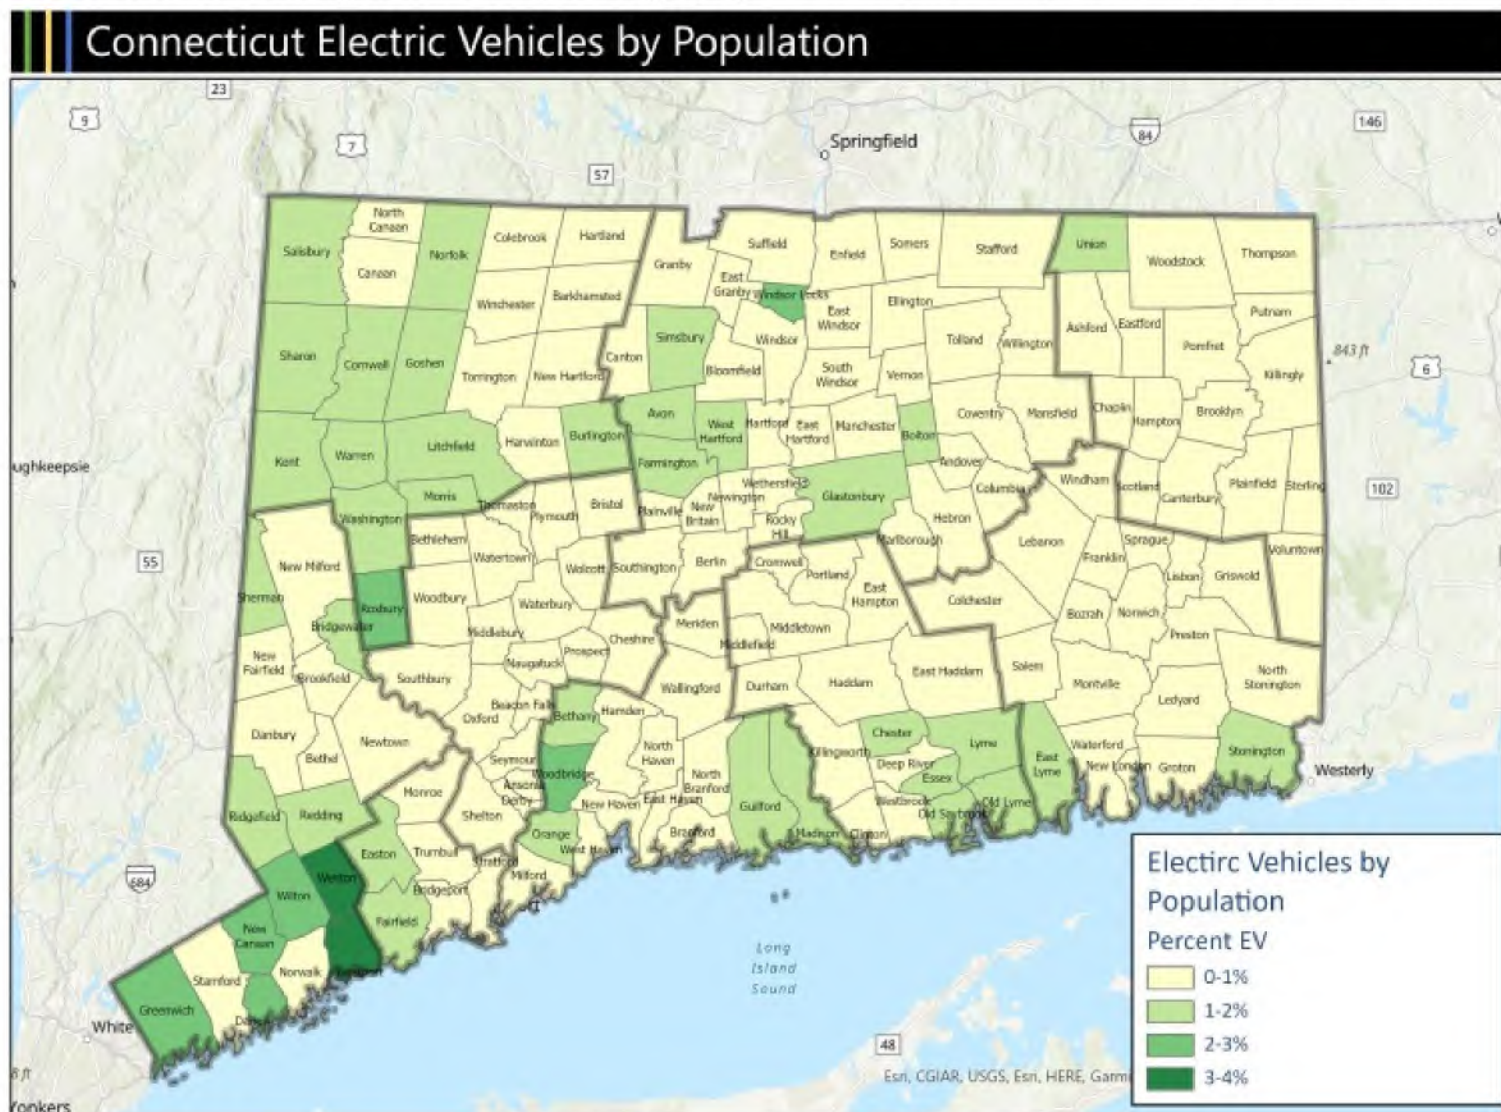 Connecticut Electric Vehicles by Population
23
9
7
57
Springfield
84
146
North
Canaan
Salisbury
Norfolk
Colebrook
Hartland
Canaan
Winchester
Barkhamsted
Granby
Suffield
Enfield
Somers
Stafford
Union
Woodstock
Thompson
East
Granby
Windsor Locks
East
Windsor
Ellington
Ashford
Eastford
Putnam
Pomfret
Sharon
Cornwall
Goshen
Torrington
New Hartford
Canton
Simsbury
Windsor
Bloomfield
South
Windsor
Vernon
Tolland
Willington
Killingly
843 ft
6
Avon
West
Hartford
Hartford
East
Hartford
Manchester
Bolton
Coventry
Mansfield
Chaplin
Hampton
Brooklyn
ughkeepsie
Kent
Warren
Litchfield
Harwinton
Burlington
Farmington
Wethersfield
Newington
Glastonbury
Andover
Columbia
Windham
Scotland
Canterbury
Plainfield
Sterling
102
Morris
Washington
Thomaston
Plymouth
Bristol
Plainville
New
Britain
Rocky
Hill
Hebron
Marlborough
Lebanon
Franklin
Sprague
Lisbon
Griswold
Voluntown
55
New Milford
Bethlehem
Watertown
Wolcott
Southington
Berlin
Cromwell
Portland
East
Hampton
Colchester
Bozrah
Norwich
Preston
Sherman
Bridgewater
Roxbury
Woodbury
Waterbury
Middlebury
Cheshire
Meriden
Middlefield
Middletown
New
Fairfield
Brookfield
Southbury
Naugatuck
Prospect
Wallingford
Durham
Haddam
East Haddam
Salem
Montville
Ledyard
North
Stonington
Danbury
Bethel
Newtown
Oxford
Beacon Falls
Bethany
Hamden
Seymour
Woodbridge
North
Haven
North
Branford
Killingworth
Chester
Deep River
Essex
Lyme
East
Lyme
Waterford
New London
Groton
Stonington
Westerly
Ridgefield
Redding
Monroe
Ansonia
Derby
Shelton
New Haven
East Haven
Guilford
Westbrook
Old Saybrook
Old Lyme
Orange
West Haven
Branford
Madison
Clinton
684
Wilton
Weston
Easton
Trumbull
Stratford
Milford
Bridgeport
Fairfield
New
Canaan
Norwalk
Stamford
Greenwich
White
Long
Island
Sound
48
8 ft
Yonkers
Esri, CGIAR, USGS, Esri, HERE, Garmi
Electirc Vehicles by
Population
Percent EV
0-1%
1-2%
2-3%
3-4%